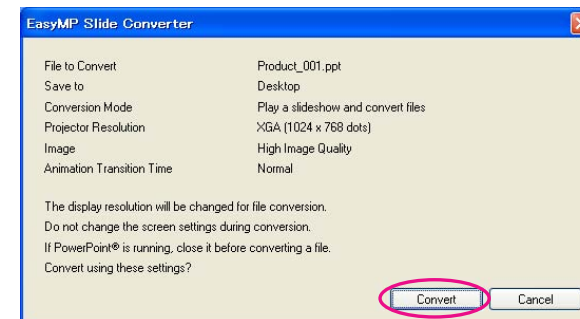 EasyMP Slide Converter
File to Convert Product_001.ppt
Save to Desktop
Conversion Mode Play a slideshow and convert files
Projector Resolution XGA (1024 x 768 dots)
Image High Image Quality
Animation Transition Time Normal
The display resolution will be changed for file conversion.
Do not change the screen settings during conversion.
If PowerPoint® is running, close it before converting a file.
Convert using these settings?
Convert Cancel